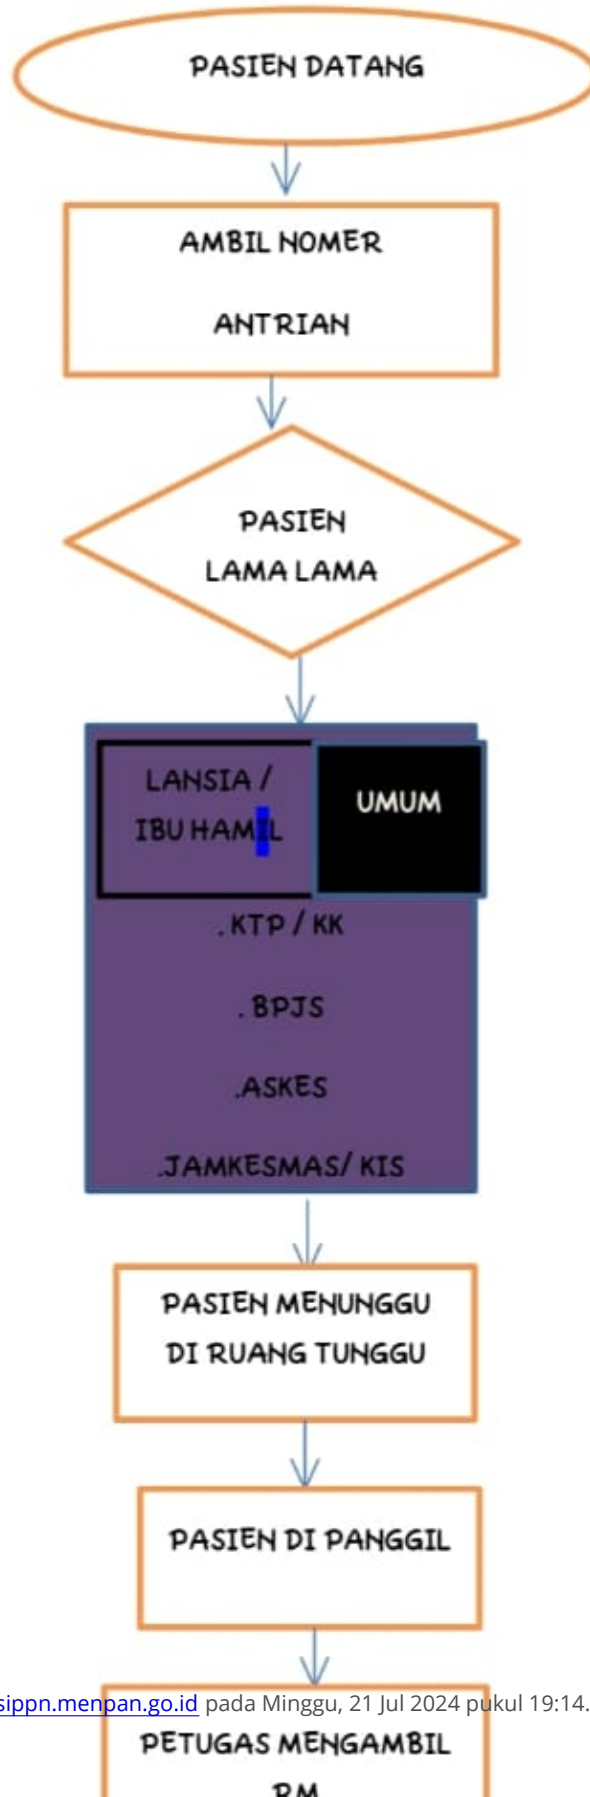 PASIEN DATANG
AMBIL NOMER
ANTRIAN
PASIEN
LAMA LAMA
LANSIA /
IBU HAMIL
UMUM
. KTP / KK
. BPJS
.ASKES
.JAMKESMAS/ KIS
PASIEN MENUNGGU
DI RUANG TUNGGU
PASIEN DI PANGGIL
sippn.menpan.go.id pada Minggu, 21 Jul 2024 pukul 19:14.
PETUGAS MENGAMBIL
RM